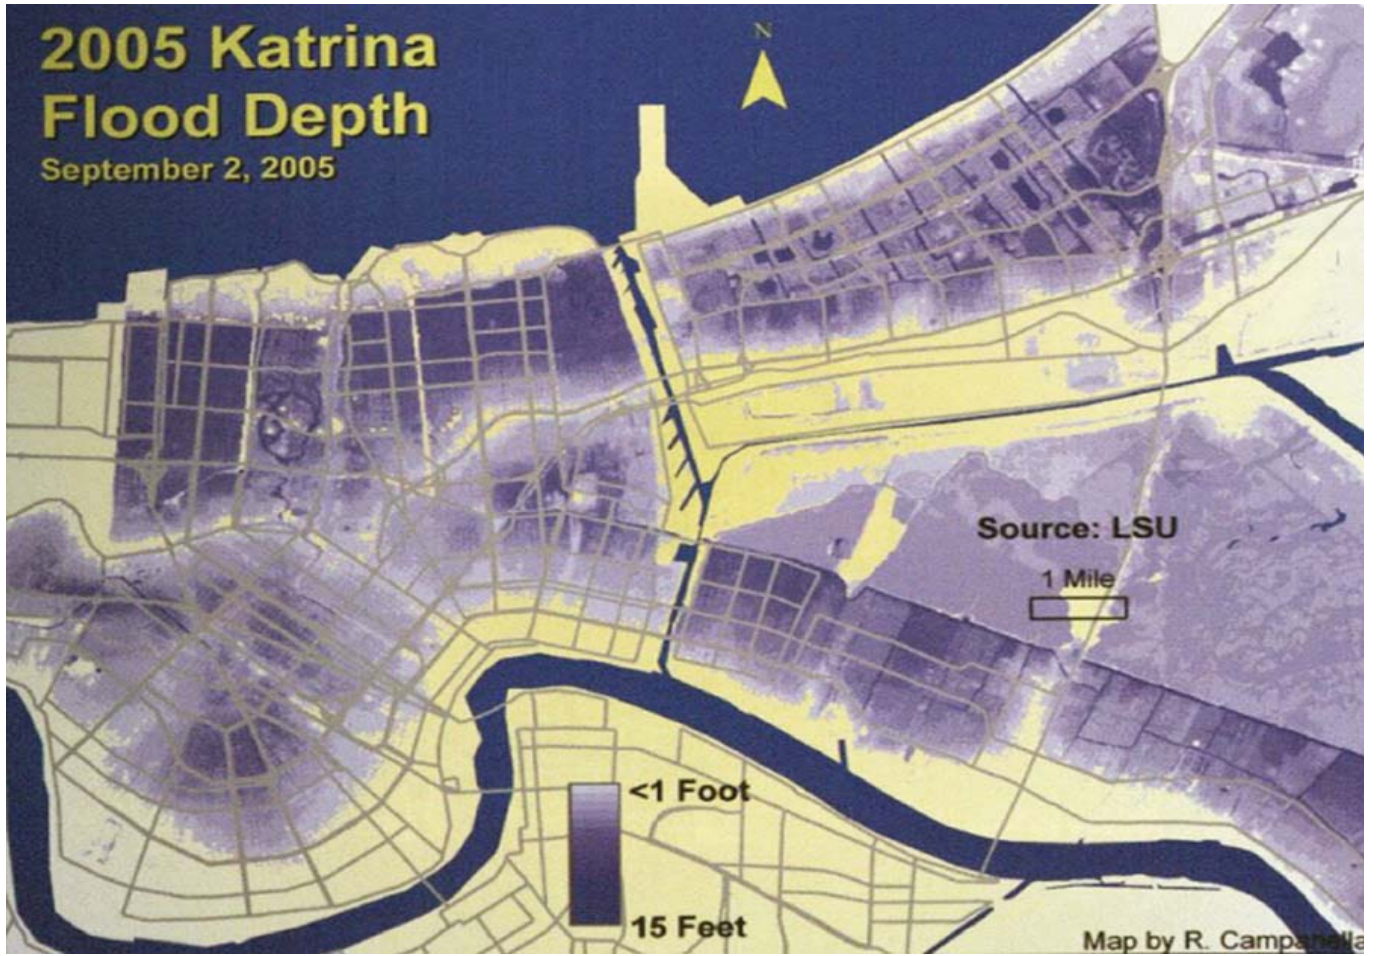 2005 Katrina
Flood Depth
September 2, 2005
N
Source: LSU
1 Mile
<1 Foot
15 Feet
Map by R. Campanella